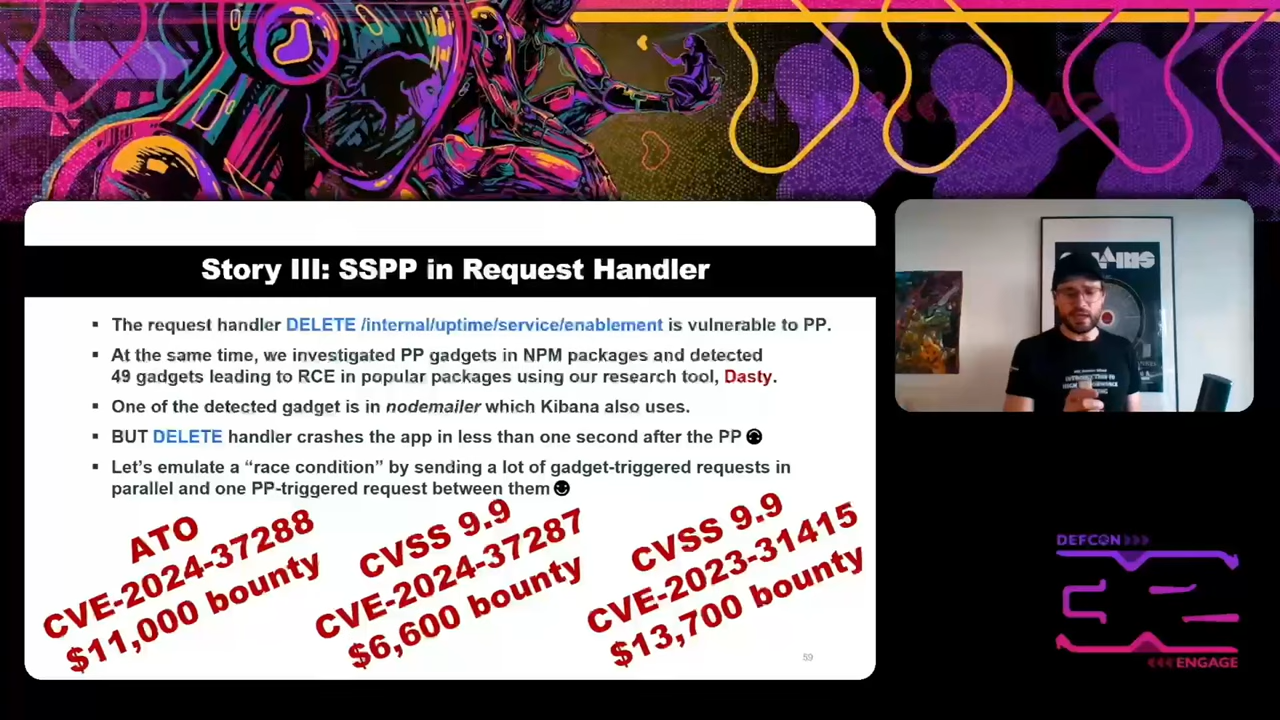 Story III: SSPP in Request Handler
▪ The request handler DELETE /internal/uptime/service/enablement is vulnerable to PP.
▪ At the same time, we investigated PP gadgets in NPM packages and detected
49 gadgets leading to RCE in popular packages using our research tool, Dasty.
▪ One of the detected gadget is in nodemailer which Kibana also uses.
▪ BUT DELETE handler crashes the app in less than one second after the PP
▪ Let's emulate a “race condition” by sending a lot of gadget-triggered requests in
parallel and one PP-triggered request between them
ATO
CVE-2024-37288
$11,000 bounty
CVSS 9.9
CVE-2024-37287
$6,600 bounty
CVSS 9.9
CVE-2023-31415
$13,700 bounty
59
DEFCON >>>
<<< ENGAGE